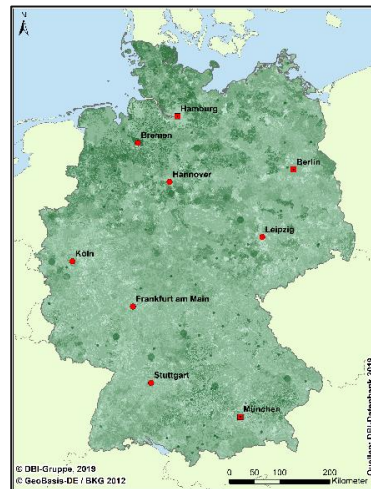 N
Hamburg
Bremen
Berlin
Hannover
Leipzig
Köln
Frankfurt am Main
Stuttgart
München
Quellen: DBI-Datenbank 2019
© DBI-Gruppe, 2019
© GeoBasis-DE / BKG 2012
0 50 100 200
Kilometer